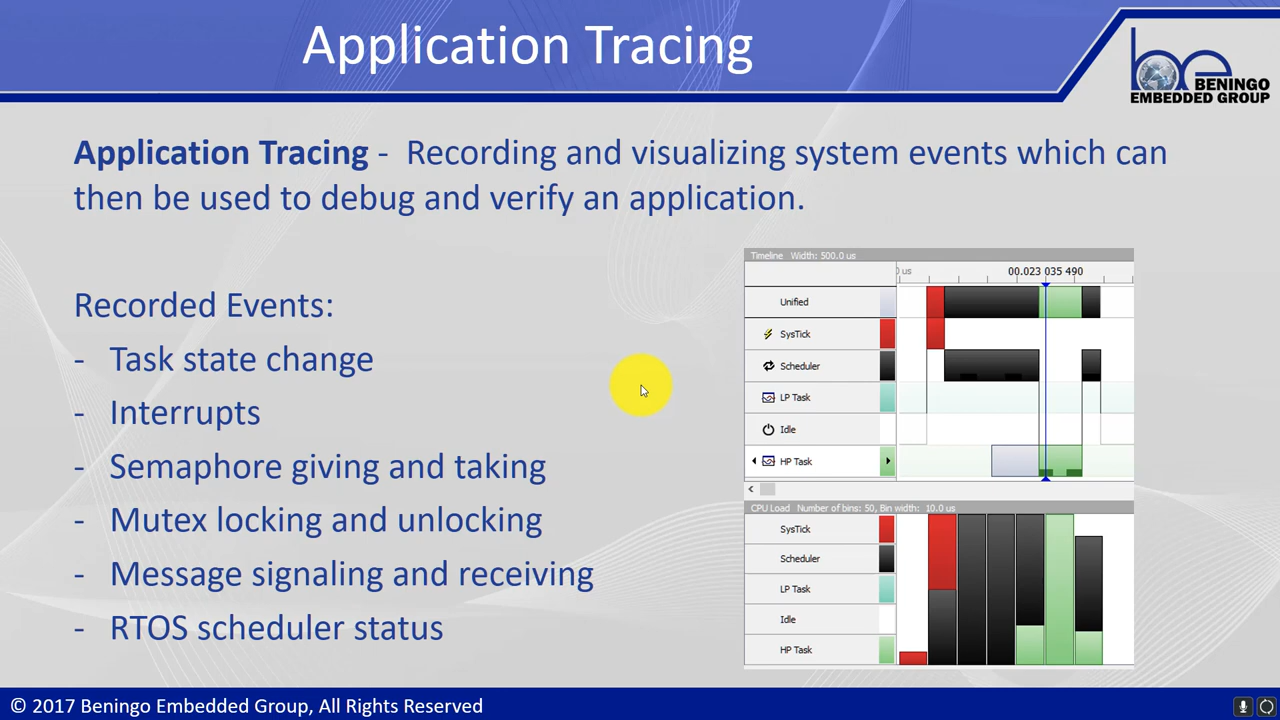 Application Tracing
BENINGO
EMBEDDED GROUP
Application Tracing - Recording and visualizing system events which can
then be used to debug and verify an application.
Recorded Events:
- Task state change
- Interrupts
- Semaphore giving and taking
- Mutex locking and unlocking
- Message signaling and receiving
- RTOS scheduler status
Timeline Width: 500.0 us
0 us 00.023 035 490
Unified
SysTick
Scheduler
LP Task
Idle
HP Task
CPU Load Number of bins: 50, Bin width: 10.0 us
SysTick
Scheduler
LP Task
Idle
HP Task
© 2017 Beningo Embedded Group, All Rights Reserved